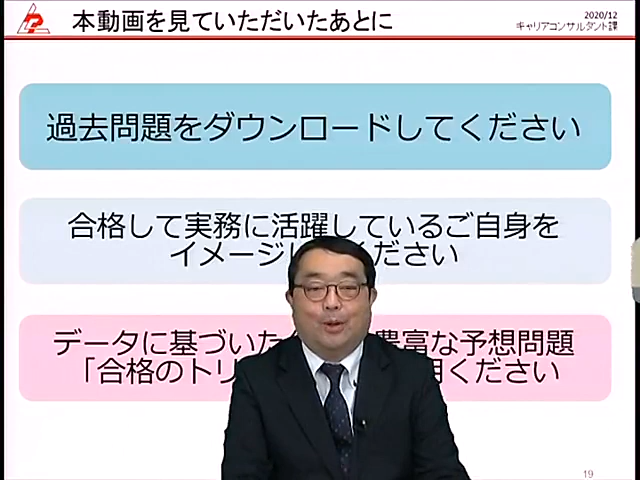 本動画を見ていただいたあとに
2020/12
キャリアコンサルタント課
過去問題をダウンロードしてください
合格して実務に活躍しているご自身を
イメージし ください
データに基づいた 豊富な予想問題
「合格のトリ 用ください
19